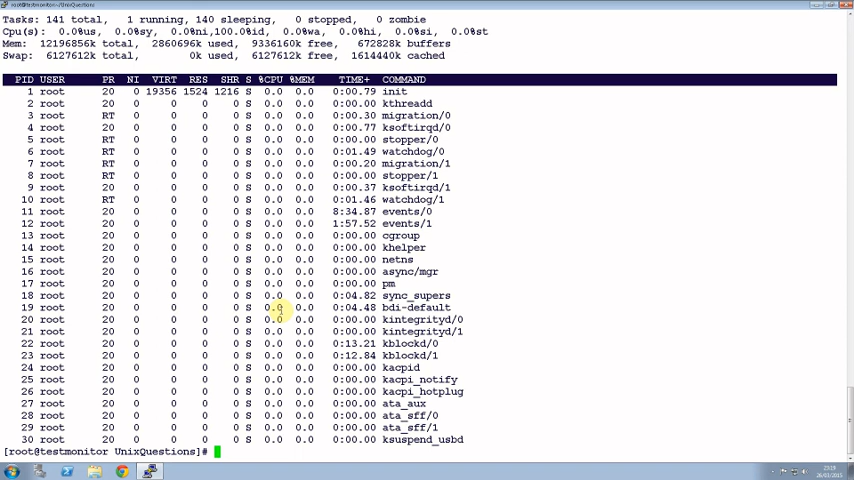 root@testmonitor:~/UnixQuestions
Tasks: 141 total, 1 running, 140 sleeping, 0 stopped, 0 zombie
Cpu(s): 0.0%us, 0.0%sy, 0.0%ni,100.0%id, 0.0%wa, 0.0%hi, 0.0%si, 0.0%st
Mem: 12196856k total, 2860696k used, 9336160k free, 672828k buffers
Swap: 6127612k total, 0k used, 6127612k free, 1614440k cached
PID USER PR NI VIRT RES SHR S %CPU %MEM TIME+ COMMAND
1 root 20 0 19356 1524 1216 S 0.0 0.0 0:00.79 init
2 root 20 0 0 0 0 S 0.0 0.0 0:00.00 kthreadd
3 root RT 0 0 0 0 S 0.0 0.0 0:00.30 migration/0
4 root 20 0 0 0 0 S 0.0 0.0 0:00.77 ksoftirqd/0
5 root RT 0 0 0 0 S 0.0 0.0 0:00.00 stopper/0
6 root RT 0 0 0 0 S 0.0 0.0 0:01.49 watchdog/0
7 root RT 0 0 0 0 S 0.0 0.0 0:00.20 migration/1
8 root RT 0 0 0 0 S 0.0 0.0 0:00.00 stopper/1
9 root 20 0 0 0 0 S 0.0 0.0 0:00.37 ksoftirqd/1
10 root RT 0 0 0 0 S 0.0 0.0 0:01.46 watchdog/1
11 root 20 0 0 0 0 S 0.0 0.0 8:34.87 events/0
12 root 20 0 0 0 0 S 0.0 0.0 1:57.52 events/1
13 root 20 0 0 0 0 S 0.0 0.0 0:00.00 cgroup
14 root 20 0 0 0 0 S 0.0 0.0 0:00.00 khelper
15 root 20 0 0 0 0 S 0.0 0.0 0:00.00 netns
16 root 20 0 0 0 0 S 0.0 0.0 0:00.00 async/mgr
17 root 20 0 0 0 0 S 0.0 0.0 0:00.00 pm
18 root 20 0 0 0 0 S 0.0 0.0 0:04.82 sync_supers
19 root 20 0 0 0 0 S 0.0 0.0 0:04.48 bdi-default
20 root 20 0 0 0 0 S 0.0 0.0 0:00.00 kintegrityd/0
21 root 20 0 0 0 0 S 0.0 0.0 0:00.00 kintegrityd/1
22 root 20 0 0 0 0 S 0.0 0.0 0:13.21 kblockd/0
23 root 20 0 0 0 0 S 0.0 0.0 0:12.84 kblockd/1
24 root 20 0 0 0 0 S 0.0 0.0 0:00.00 kacpid
25 root 20 0 0 0 0 S 0.0 0.0 0:00.00 kacpi_notify
26 root 20 0 0 0 0 S 0.0 0.0 0:00.00 kacpi_hotplug
27 root 20 0 0 0 0 S 0.0 0.0 0:00.00 ata_aux
28 root 20 0 0 0 0 S 0.0 0.0 0:00.00 ata_sff/0
29 root 20 0 0 0 0 S 0.0 0.0 0:00.00 ata_sff/1
30 root 20 0 0 0 0 S 0.0 0.0 0:00.00 ksuspend_usbd
[root@testmonitor UnixQuestions]#
23:19
26/03/2015